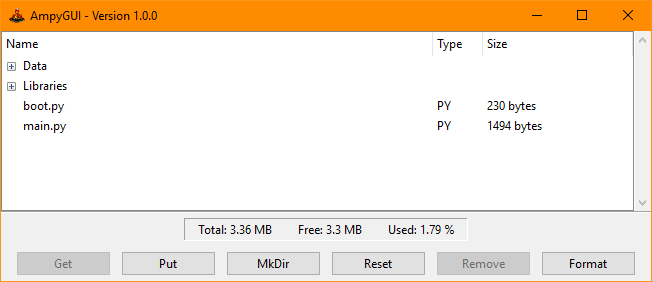 AmpyGUI - Version 1.0.0
Name Type Size
Data
Libraries
boot.py PY 230 bytes
main.py PY 1494 bytes
Total: 3.36 MB Free: 3.3 MB Used: 1.79 %
Get Put MkDir Reset Remove Format